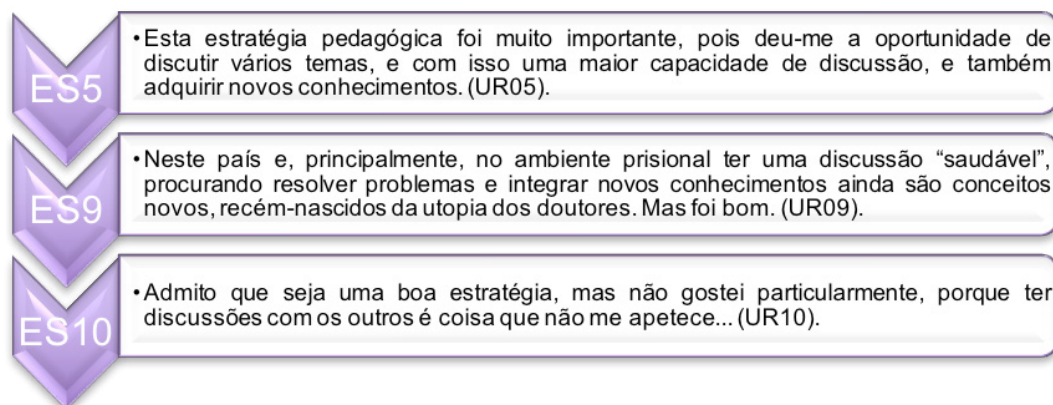 ES5
•Esta estratégia pedagógica foi muito importante, pois deu-me a oportunidade de
discutir vários temas, e com isso uma maior capacidade de discussão, e também
adquirir novos conhecimentos. (UR05).
ES9
•Neste país e, principalmente, no ambiente prisional ter uma discussão “saudável”,
procurando resolver problemas e integrar novos conhecimentos ainda são conceitos
novos, recém-nascidos da utopia dos doutores. Mas foi bom. (UR09).
ES10
•Admito que seja uma boa estratégia, mas não gostei particularmente, porque ter
discussões com os outros é coisa que não me apetece... (UR10).